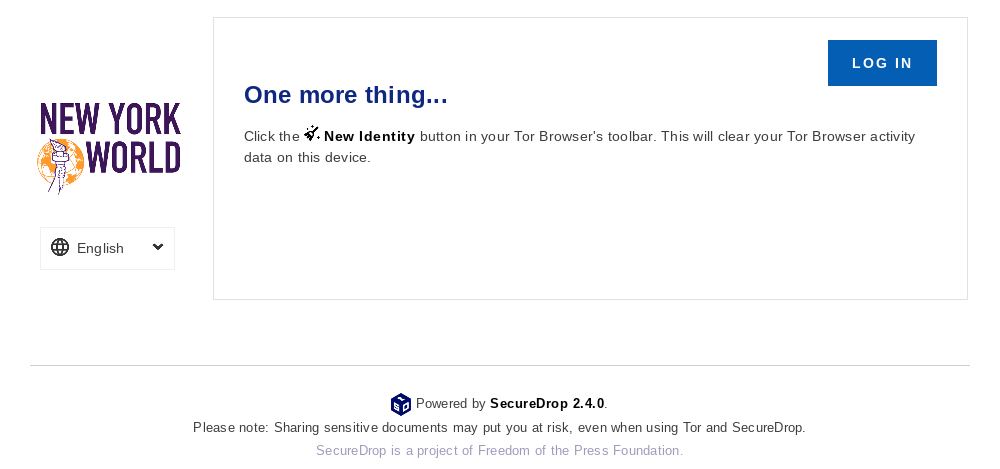 LOG IN
One more thing...
Click the New Identity button in your Tor Browser's toolbar. This will clear your Tor Browser activity
data on this device.
NEW YORK
WORLD
English
Powered by SecureDrop 2.4.0.
Please note: Sharing sensitive documents may put you at risk, even when using Tor and SecureDrop.
SecureDrop is a project of Freedom of the Press Foundation.